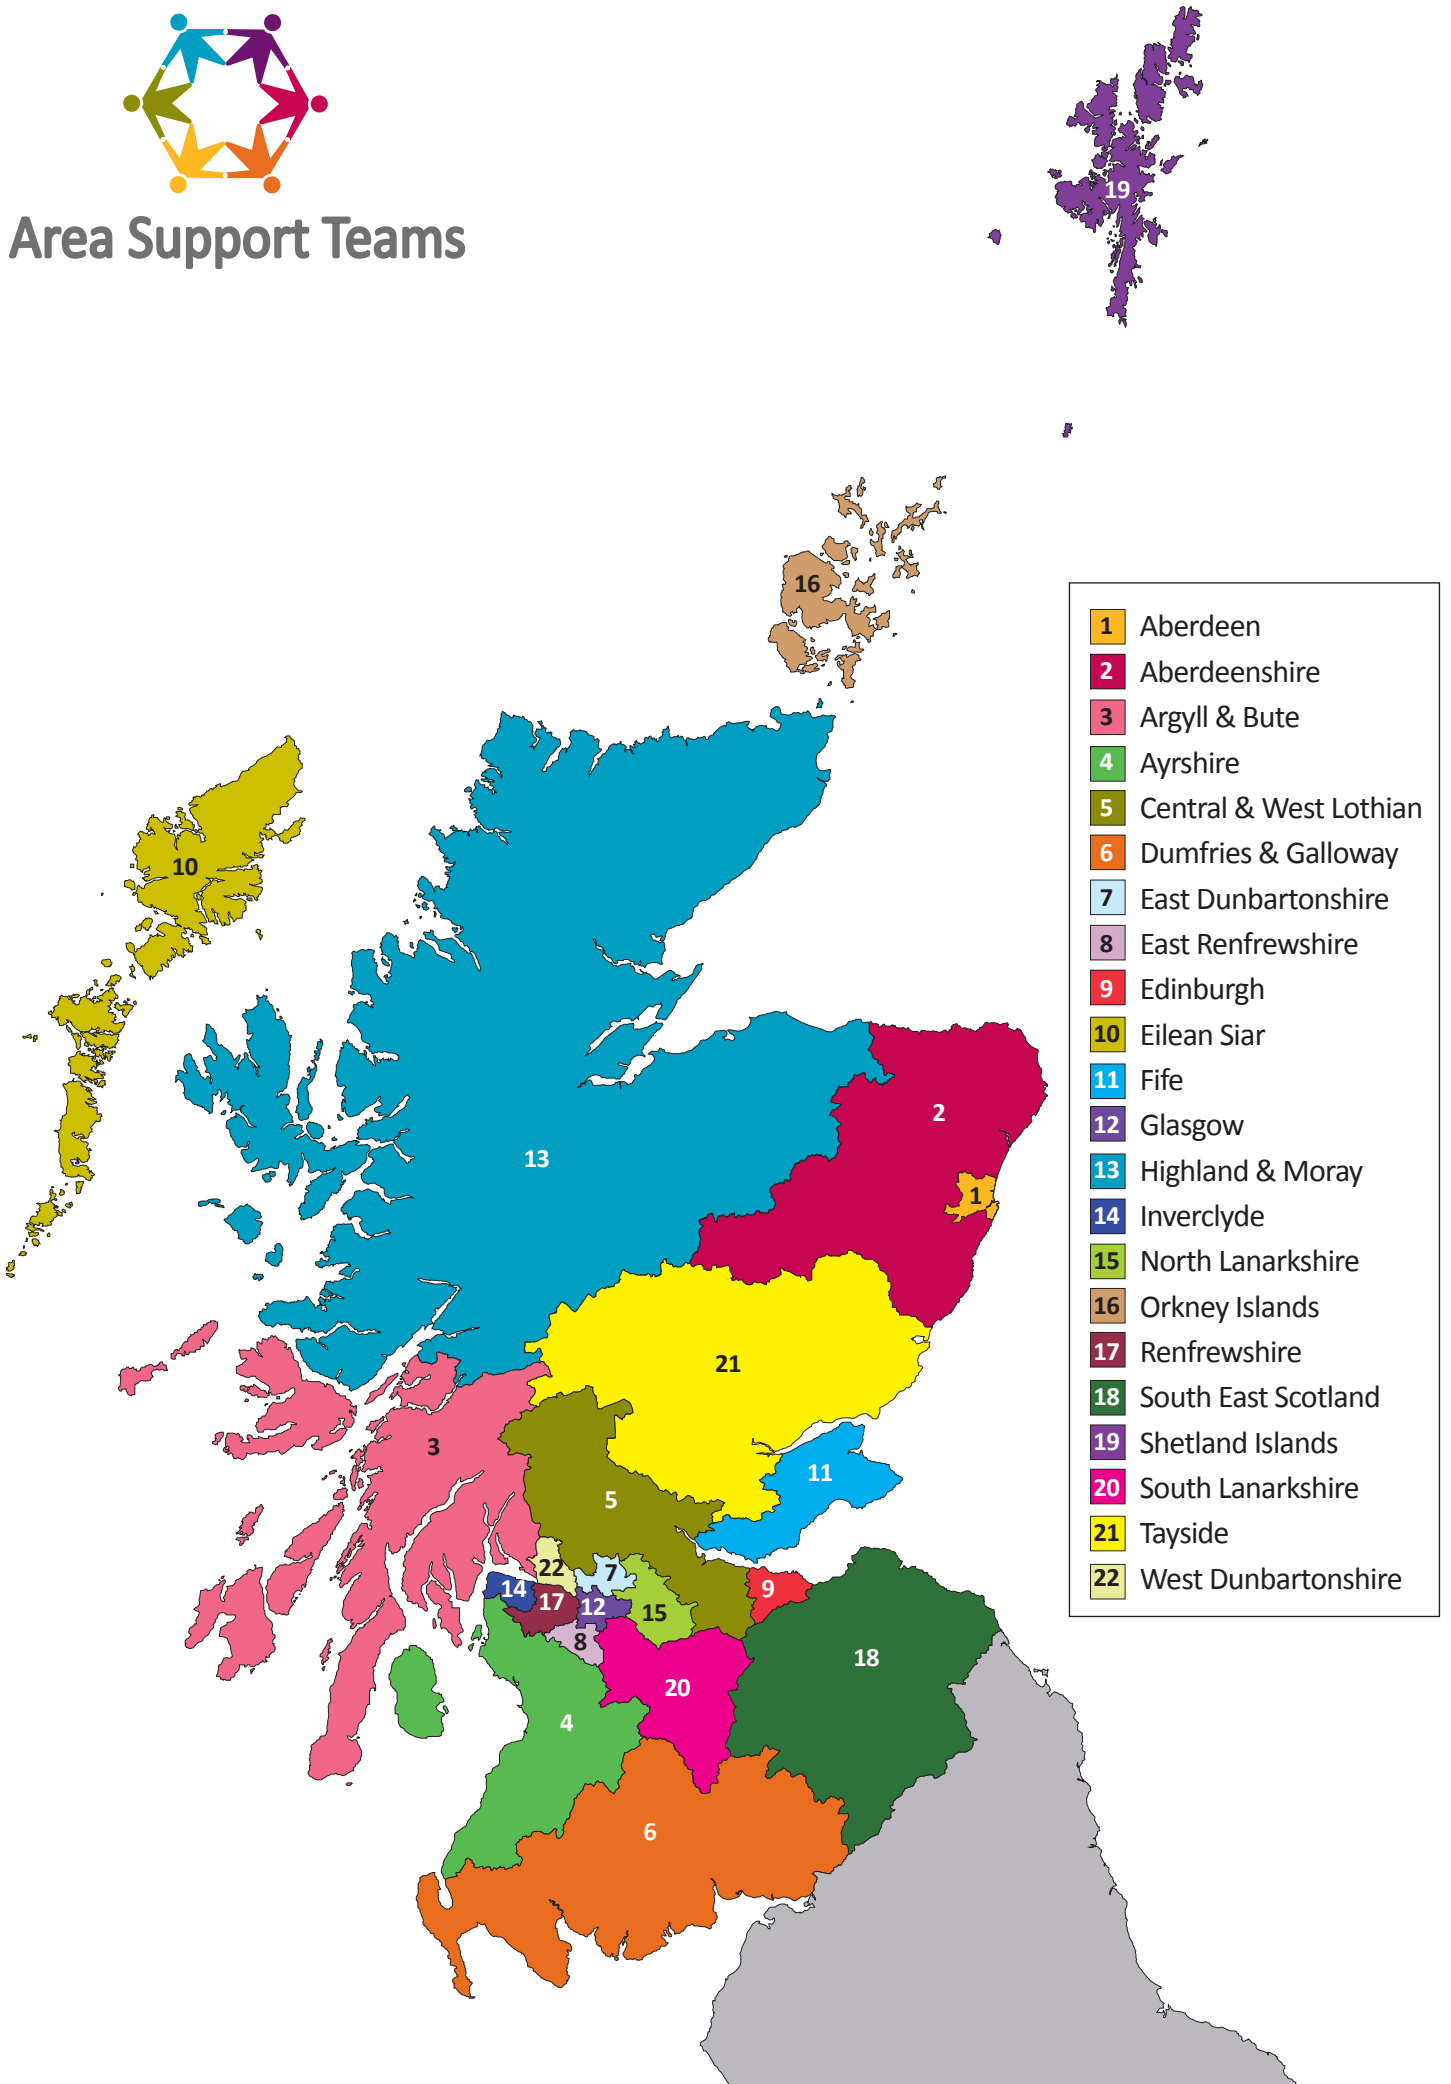 Area Support Teams
19
16
10
13
2
1
21
3
11
5
22
7
14
17
12
9
15
8
18
20
4
6
1 Aberdeen
2 Aberdeenshire
3 Argyll & Bute
4 Ayrshire
5 Central & West Lothian
6 Dumfries & Galloway
7 East Dunbartonshire
8 East Renfrewshire
9 Edinburgh
10 Eilean Siar
11 Fife
12 Glasgow
13 Highland & Moray
14 Inverclyde
15 North Lanarkshire
16 Orkney Islands
17 Renfrewshire
18 South East Scotland
19 Shetland Islands
20 South Lanarkshire
21 Tayside
22 West Dunbartonshire